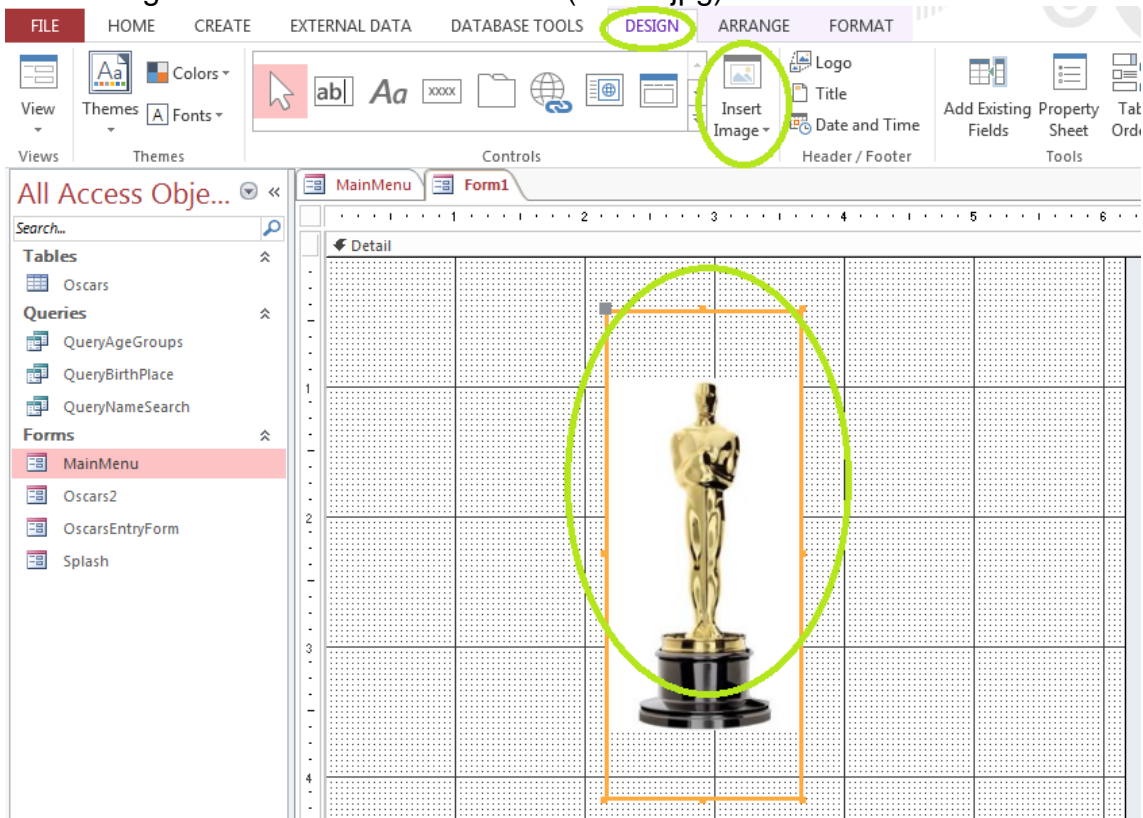 FILE HOME CREATE EXTERNAL DATA DATABASE TOOLS DESIGN ARRANGE FORMAT
View
Themes
Aa
Colors
A Fonts
ab| Aa xxxx
Insert
Image
Logo
Title
Date and Time
Add Existing
Fields
Property
Sheet
Views Themes Controls Header / Footer Tools
All Access Obje... «
Search...
Tables
Oscars
Queries
QueryAgeGroups
QueryBirthPlace
QueryNameSearch
Forms
MainMenu
Oscars2
OscarsEntryForm
Splash
MainMenu Form1
1 2 3 4 5 6
Detail
1
2
3
4